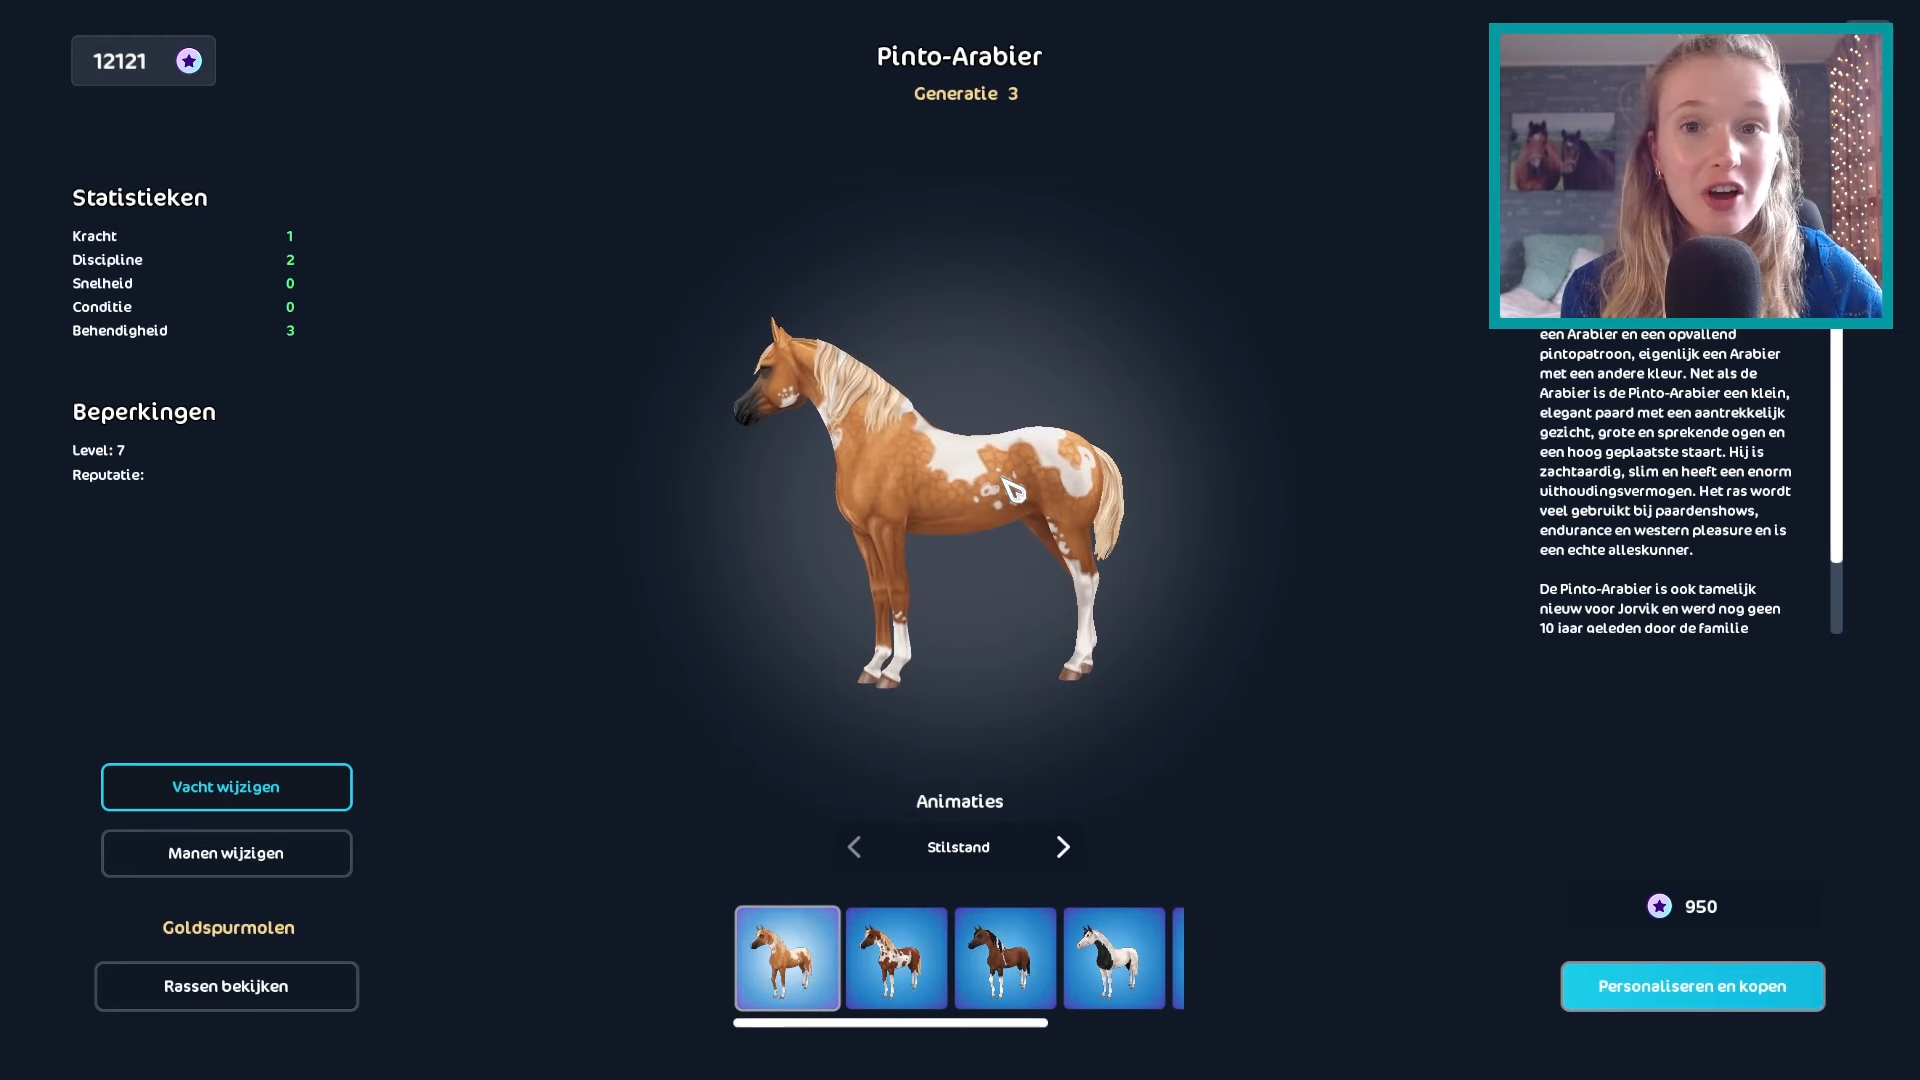 12121
Pinto-Arabier
Generatie 3
Statistieken
Kracht 1
Discipline 2
Snelheid 0
Conditie 0
Behendigheid 3
Beperkingen
Level: 7
Reputatie:
een Arabier en een opvallend
pintopatroon, eigenlijk een Arabier
met een andere kleur. Net als de
Arabier is de Pinto-Arabier een klein,
elegant paard met een aantrekkelijk
gezicht, grote en sprekende ogen en
een hoog geplaatste staart. Hij is
zachtaardig, slim en heeft een enorm
uithoudingsvermogen. Het ras wordt
veel gebruikt bij paardenshows,
endurance en western pleasure en is
een echte alleskunner.
De Pinto-Arabier is ook tamelijk
nieuw voor Jorvik en werd nog geen
10 jaar geleden door de familie
Vacht wijzigen
Manen wijzigen
Goldspurmolen
Rassen bekijken
Animaties
Stilstand
950
Personaliseren en kopen